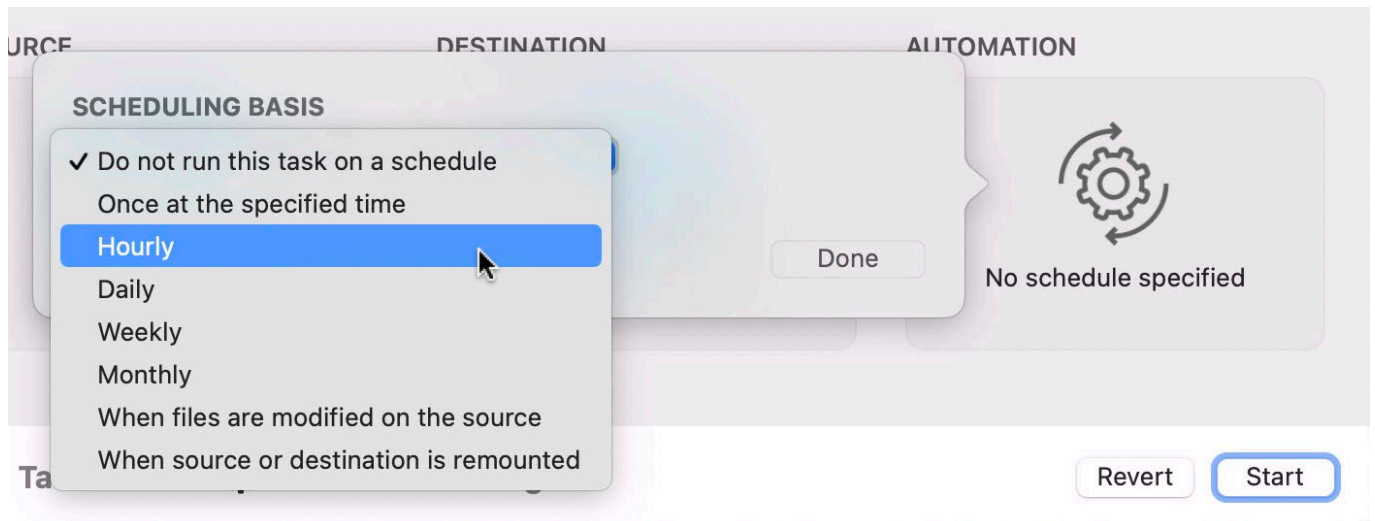 DESTINATION
AUTOMATION
SCHEDULING BASIS
✓ Do not run this task on a schedule
Once at the specified time
Hourly
Daily
Weekly
Monthly
When files are modified on the source
When source or destination is remounted
Done
No schedule specified
Revert
Start